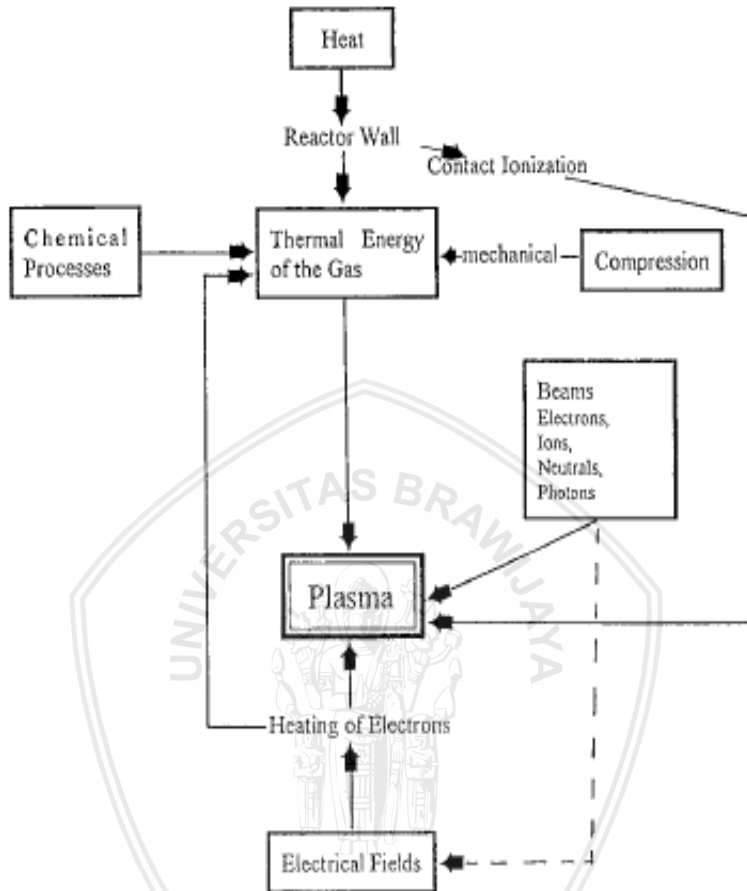 Heat
Reactor Wall
Contact Ionization
Chemical
Processes
Thermal Energy
of the Gas
mechanical
Compression
Beams
Electrons,
Ions,
Neutrals,
Photons
UNIVERSITAS BRAWIJAYA
Plasma
Heating of Electrons
Electrical Fields